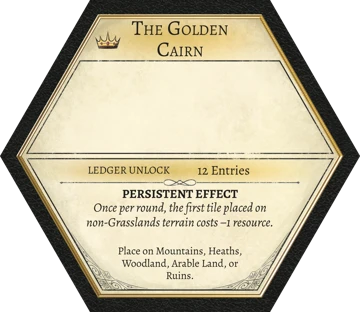 The Golden
Cairn
LEDGER UNLOCK 12 Entries
PERSISTENT EFFECT
Once per round, the first tile placed on
non-Grasslands terrain costs –1 resource.
Place on Mountains, Heaths,
Woodland, Arable Land, or
Ruins.